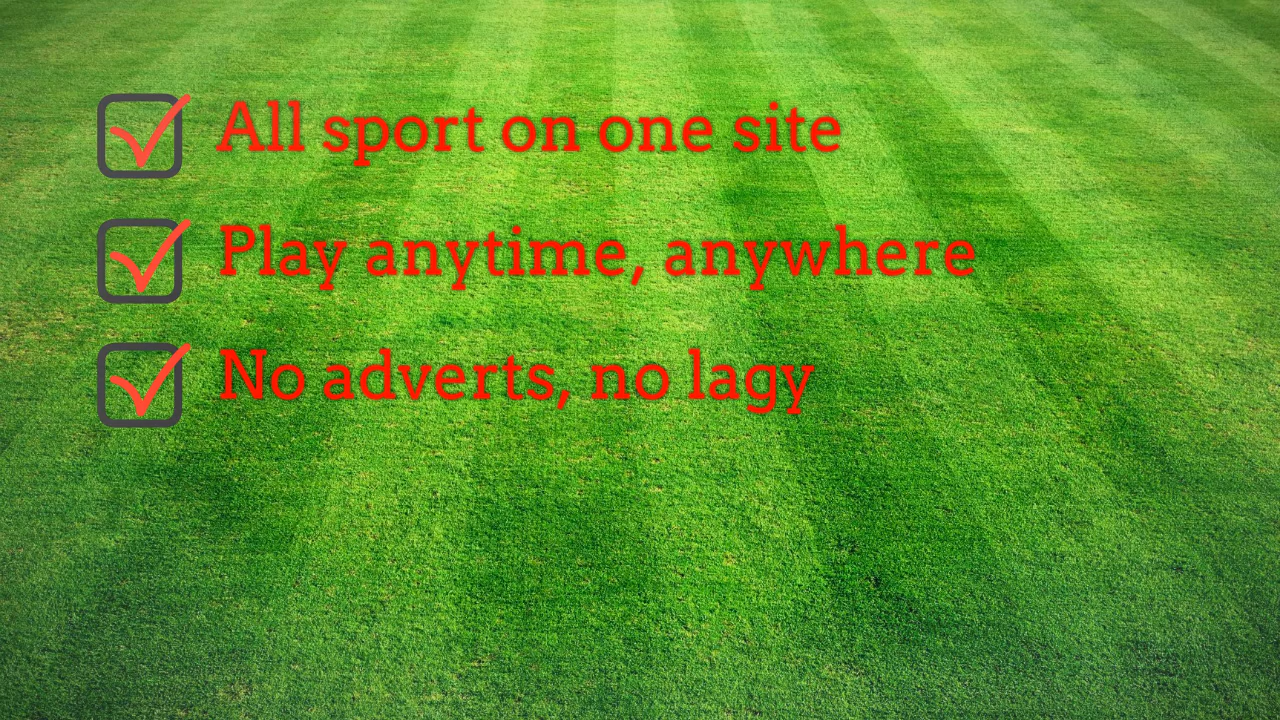 All sport on one site
Play anytime, anywhere
No adverts, no lagy